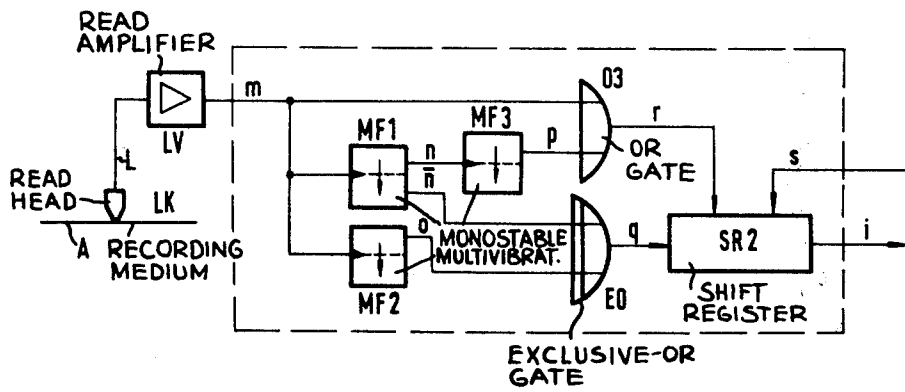 READ
AMPLIFIER
LV
m
L
READ
HEAD
LK
A
RECORDING
MEDIUM
MF1
n
n̅
MF3
p
O3
r
OR
GATE
s
MONOSTABLE
MULTIVIBRAT.
o
MF2
q
EO
SR2
i
SHIFT
REGISTER
EXCLUSIVE-OR
GATE